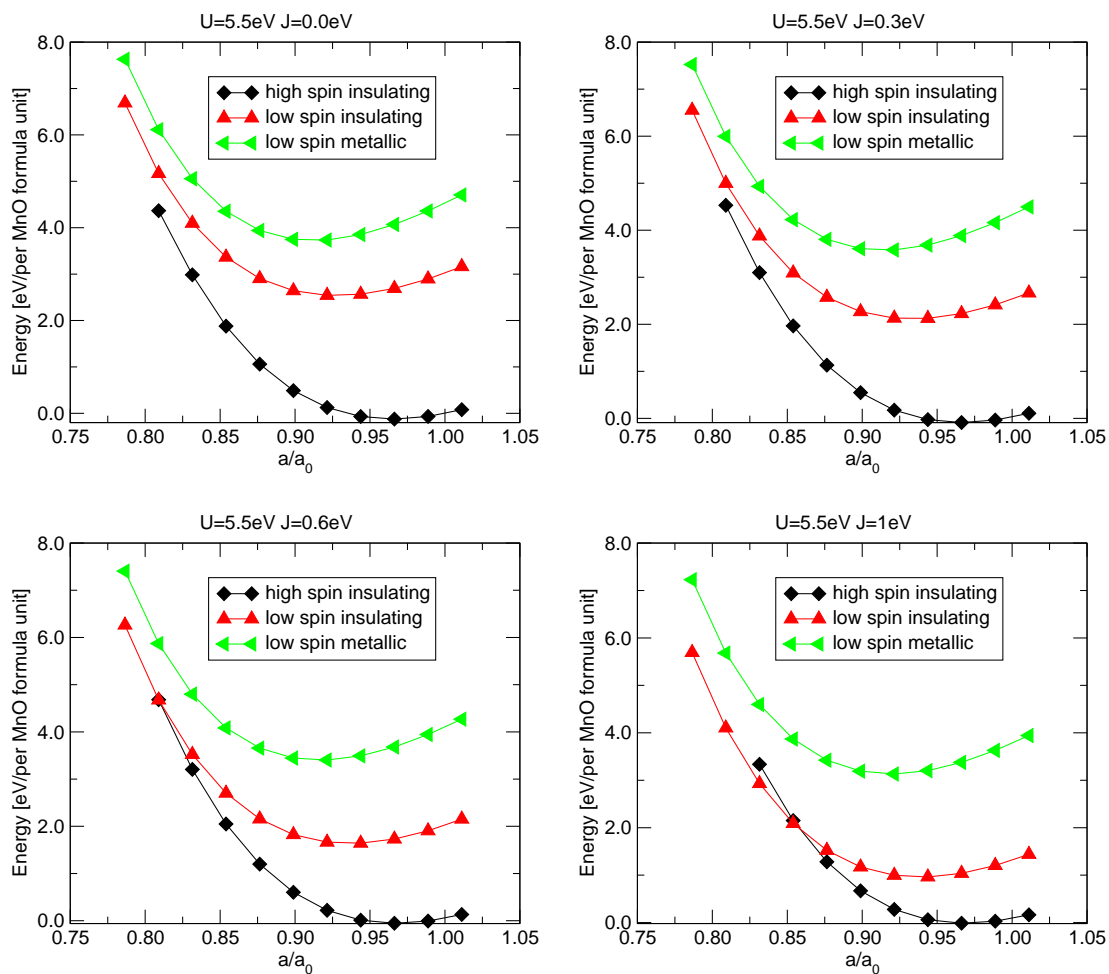 U=5.5eV J=0.0eV
Energy [eV/per MnO formula unit]
8.0
6.0
4.0
2.0
0.0
high spin insulating
low spin insulating
low spin metallic
0.75 0.80 0.85 0.90 0.95 1.00 1.05
a/a0
U=5.5eV J=0.3eV
Energy [eV/per MnO formula unit]
8.0
6.0
4.0
2.0
0.0
high spin insulating
low spin insulating
low spin metallic
0.75 0.80 0.85 0.90 0.95 1.00 1.05
a/a0
U=5.5eV J=0.6eV
Energy [eV/per MnO formula unit]
8.0
6.0
4.0
2.0
0.0
high spin insulating
low spin insulating
low spin metallic
0.75 0.80 0.85 0.90 0.95 1.00 1.05
a/a0
U=5.5eV J=1eV
Energy [eV/per MnO formula unit]
8.0
6.0
4.0
2.0
0.0
high spin insulating
low spin insulating
low spin metallic
0.75 0.80 0.85 0.90 0.95 1.00 1.05
a/a0